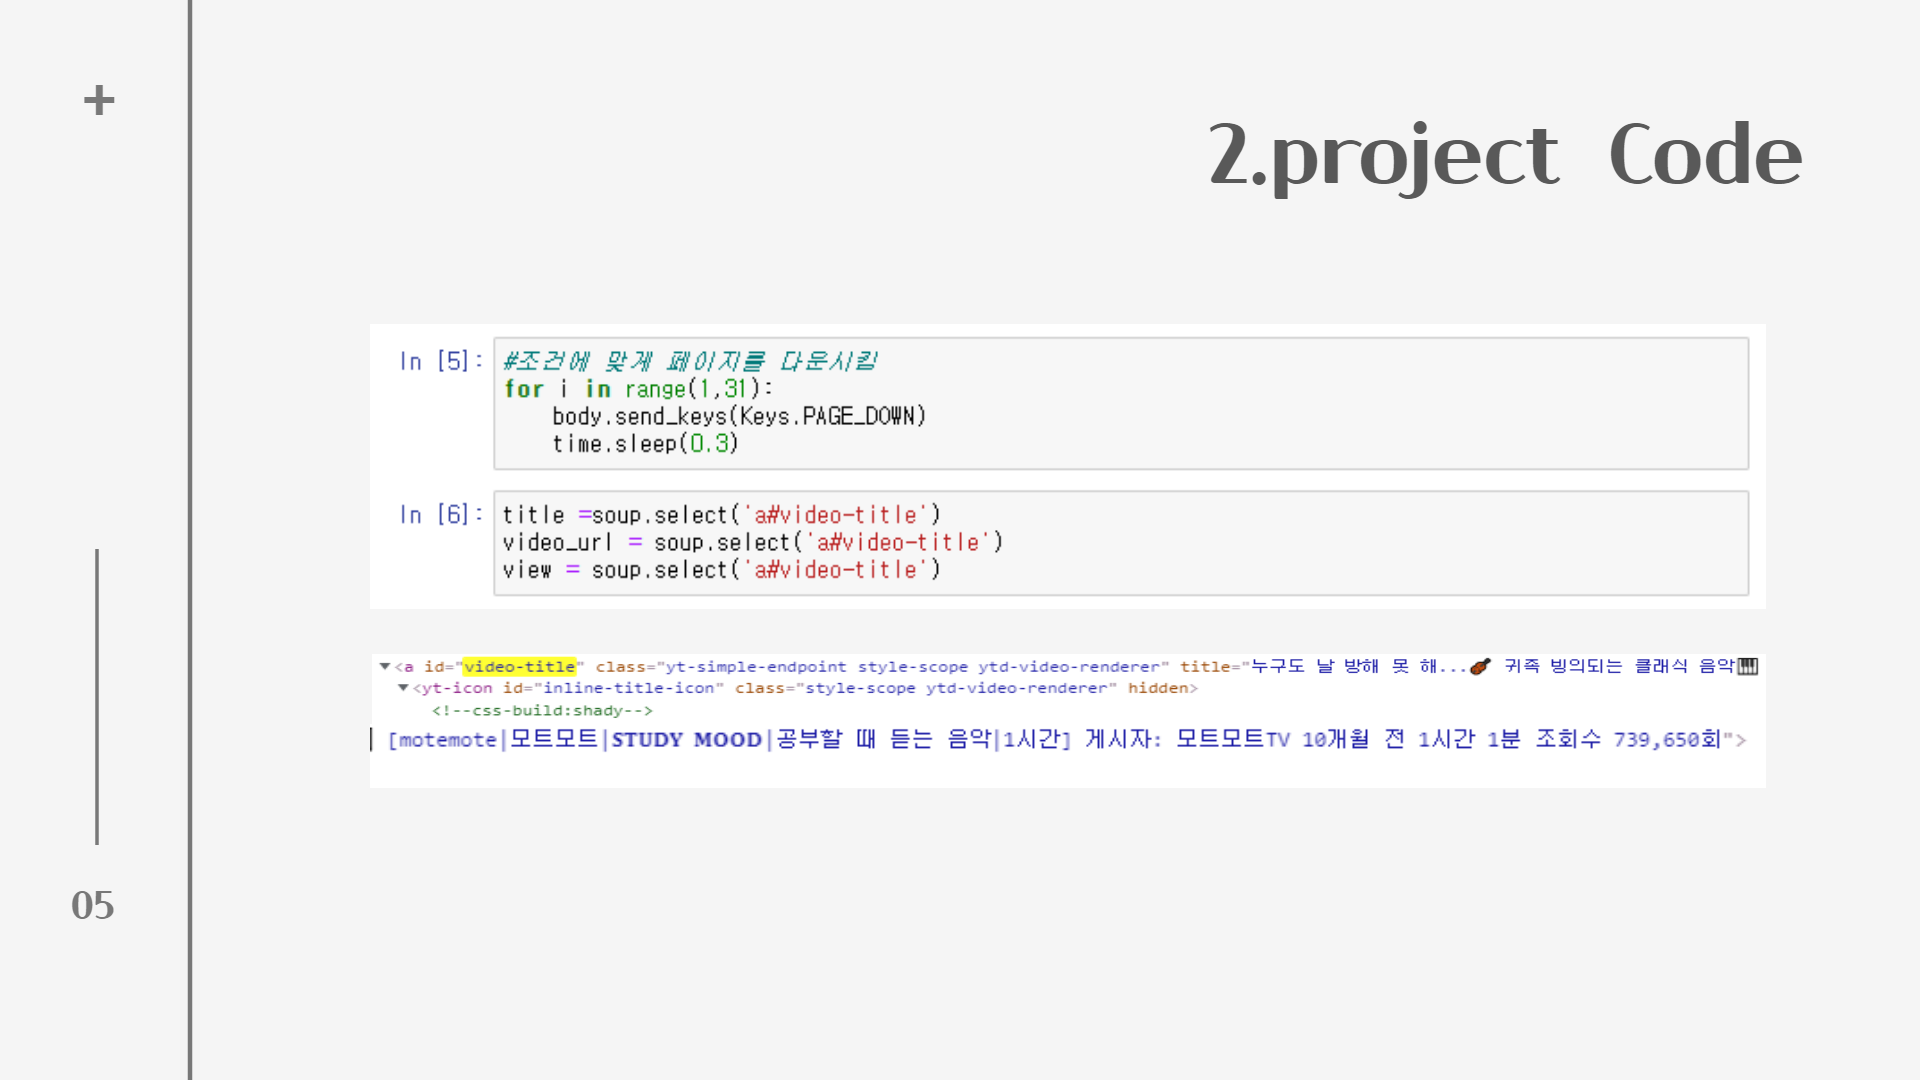 +
2.project Code
In [5]: #조건에 맞게 페이지를 다운시킴
for i in range(1,31):
    body.send_keys(Keys.PAGE_DOWN)
    time.sleep(0.3)
In [6]: title =soup.select('a#video-title')
video_url = soup.select('a#video-title')
view = soup.select('a#video-title')
▼<a id="video-title" class="yt-simple-endpoint style-scope ytd-video-renderer" title="누구도 날 방해 못 해...🎻 귀족 빙의되는 클래식 음악🎹
▼<yt-icon id="inline-title-icon" class="style-scope ytd-video-renderer" hidden>
<!--css-build:shady-->
[motemote|모트모트|STUDY MOOD|공부할 때 듣는 음악|1시간] 게시자: 모트모트TV 10개월 전 1시간 1분 조회수 739,650회">
05